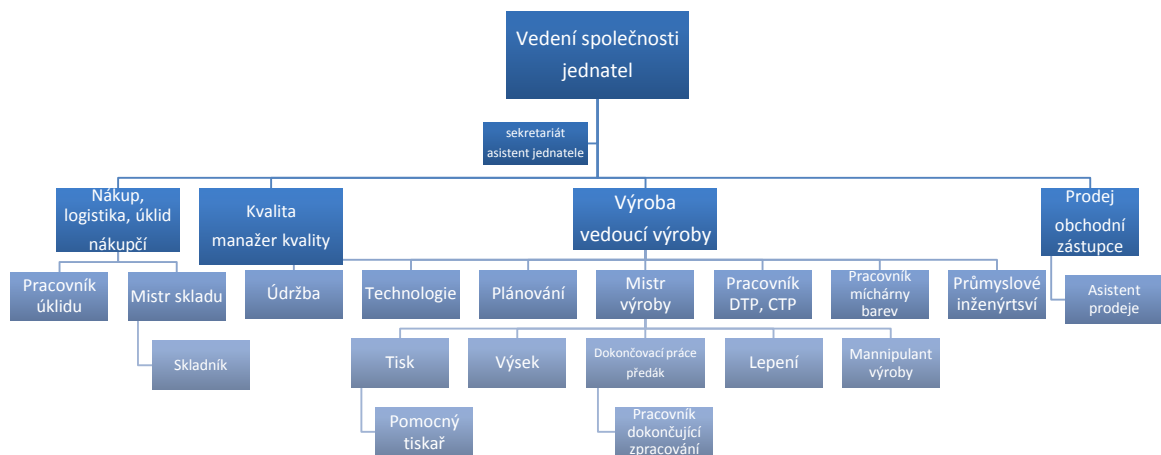 Vedení společnosti
jednatel
sekretariát
asistent jednatele
Nákup,
logistika, úklid
nákupčí
Kvalita
manažer kvality
Výroba
vedoucí výroby
Prodej
obchodní
zástupce
Pracovník
úklidu
Mistr skladu
Údržba
Technologie
Plánování
Mistr
výroby
Pracovník
DTP, CTP
Pracovník
míchárny
barev
Průmyslové
inženýrtsví
Asistent
prodeje
Skladník
Tisk
Výsek
Dokončovací práce
předák
Lepení
Mannipulant
výroby
Pomocný
tiskař
Pracovník
dokončující
zpracování